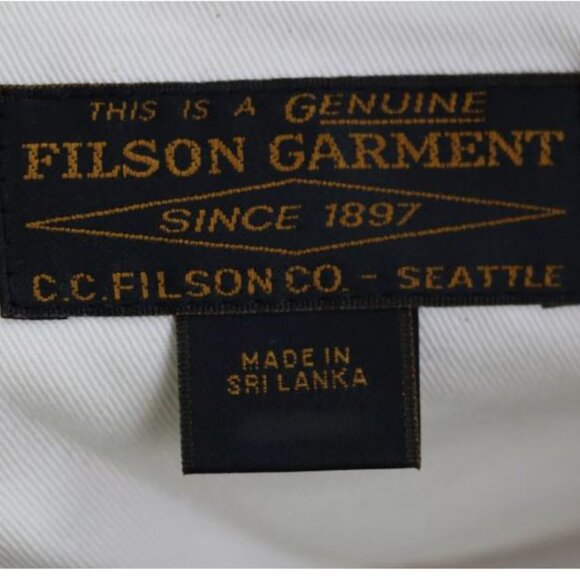 THIS IS A GENUINE
FILSON GARMENT
SINCE 1897
C.C.FILSON CO. - SEATTLE
MADE IN
SRI LANKA